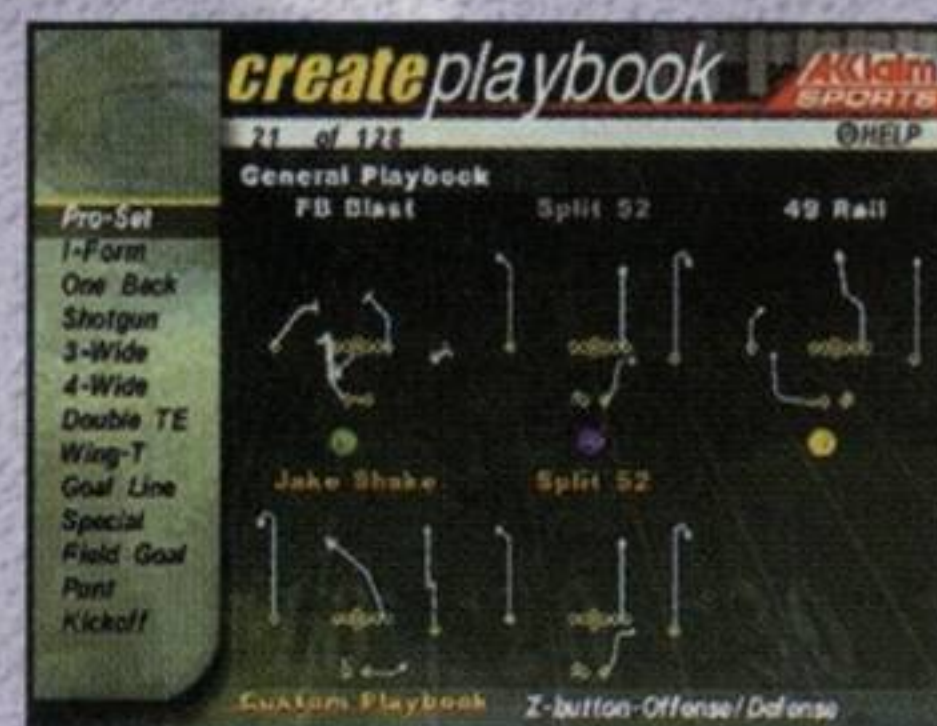 createplaybook
Acclaim
SPORTS
21 of 128
HELP
General Playbook
FB Blast Split 52 49 Rail
Pro-Set
I-Form
One Back
Shotgun
3-Wide
4-Wide
Double TE
Wing-T
Goal Line
Special
Field Goal
Punt
Kickoff
Jake Shake Split 52
Custom Playbook
Z-button-Offense/Defense